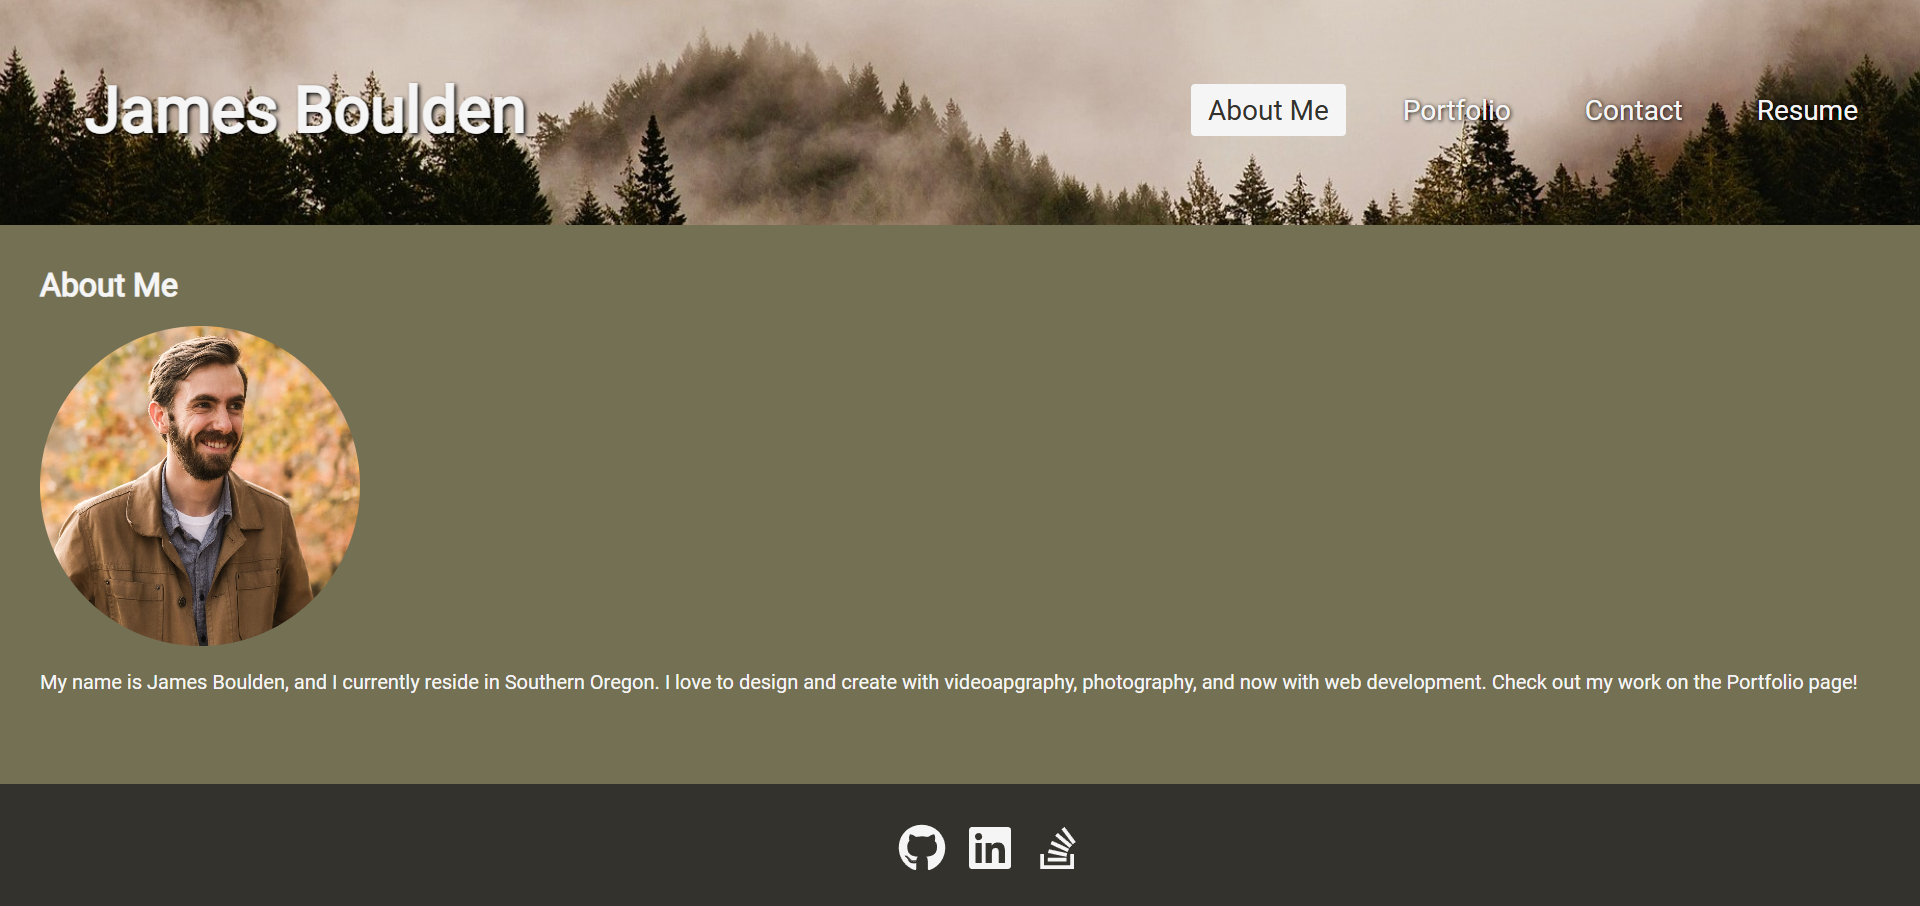 James Boulden
About Me
Portfolio
Contact
Resume
About Me
My name is James Boulden, and I currently reside in Southern Oregon. I love to design and create with videoapgraphy, photography, and now with web development. Check out my work on the Portfolio page!
in